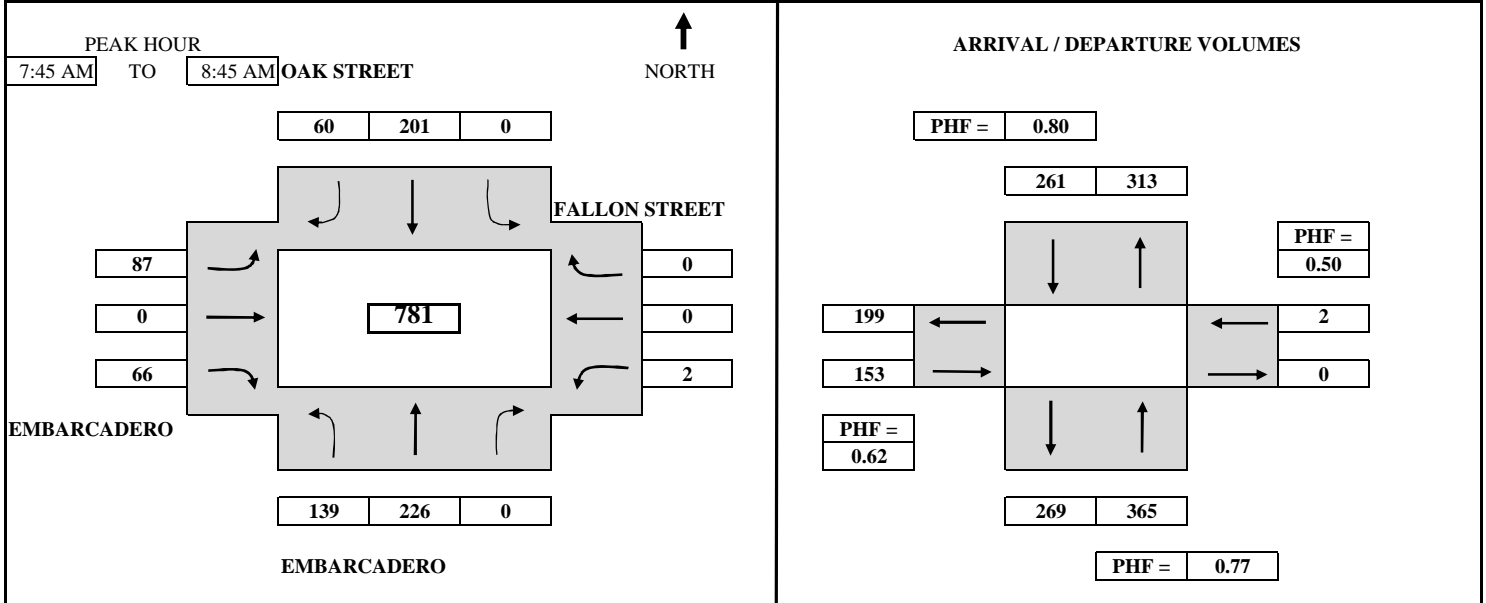 PEAK HOUR
7:45 AM TO 8:45 AM OAK STREET
NORTH
60 201 0
FALLON STREET
87 0
0 781 0
66 2
EMBARCADERO
139 226 0
EMBARCADERO
ARRIVAL / DEPARTURE VOLUMES
PHF = 0.80
261 313
PHF =
0.50
199 2
153 0
PHF =
0.62
269 365
PHF = 0.77